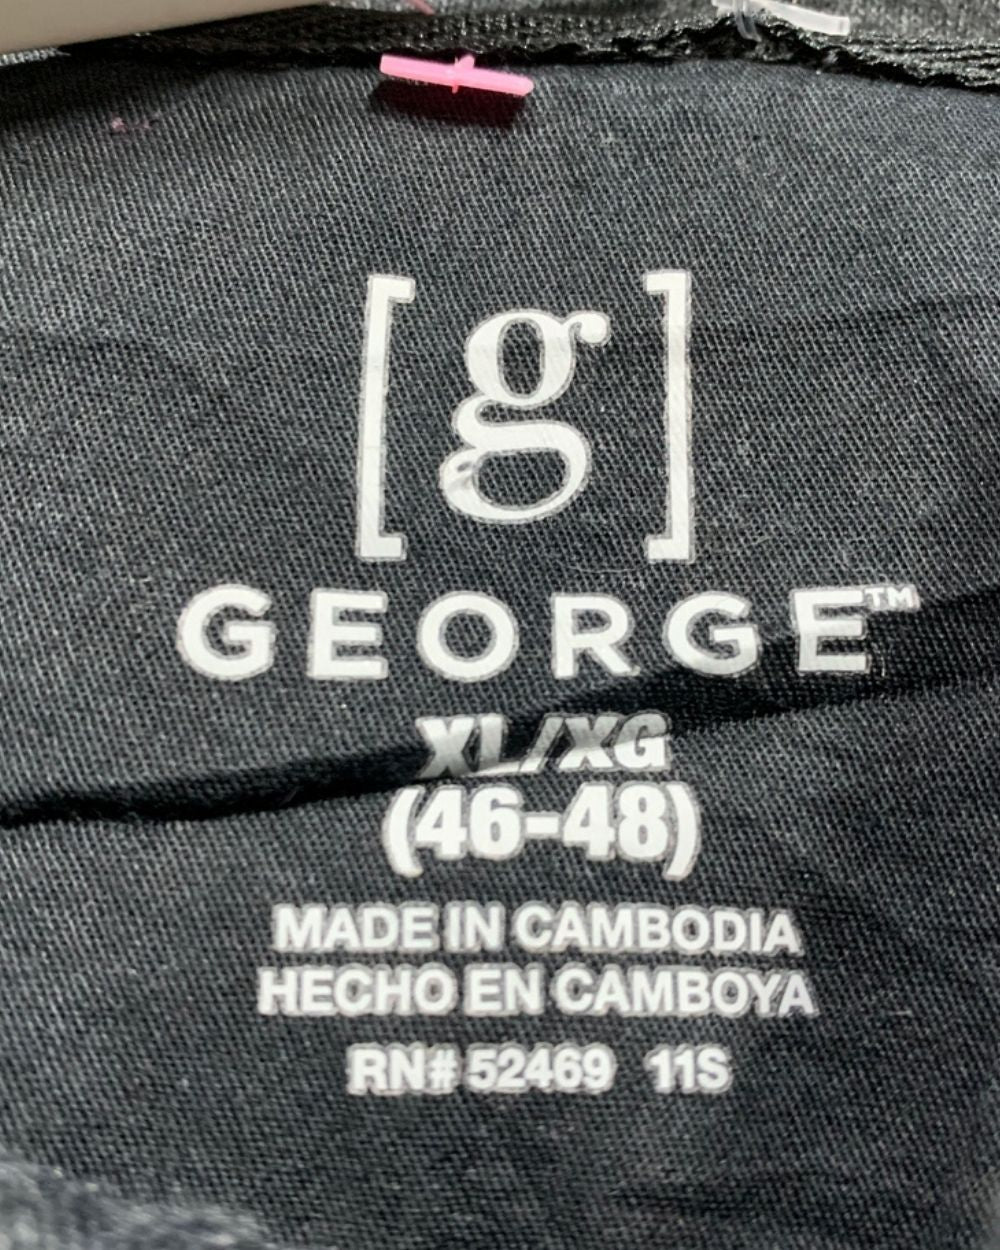 [g]
GEORGE™
XL/XG
(46-48)
MADE IN CAMBODIA
HECHO EN CAMBOYA
RN# 52469 11S